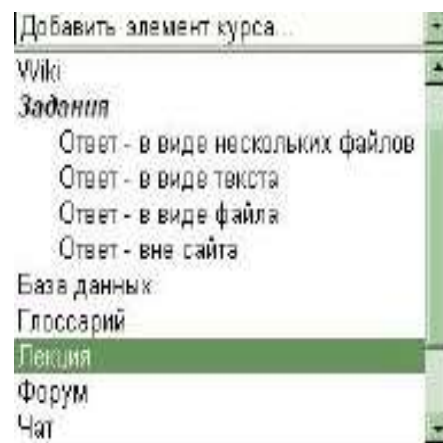 Добавить элемент курса...
Wiki
Задания
Ответ - в виде нескольких файлов
Ответ - в виде текста
Ответ - в виде файла
Ответ - вне сайта
База данных
Глоссарий
Лекция
Форум
Чат